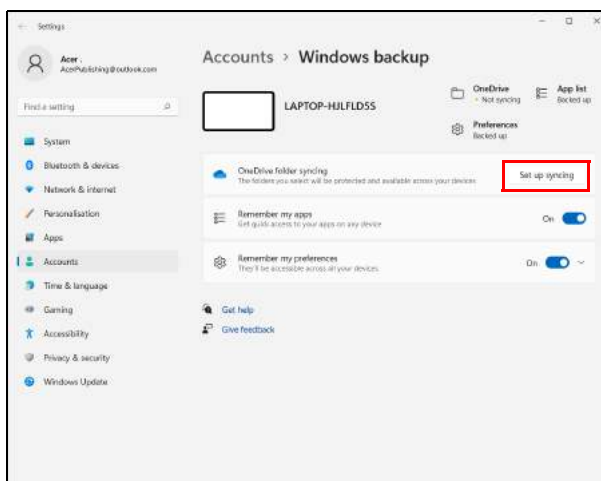 Settings
Acer .
AcerPublishing@outlook.com
Find a setting
System
Bluetooth & devices
Network & internet
Personalisation
Apps
Accounts
Time & language
Gaming
Accessibility
Privacy & security
Windows Update
Accounts > Windows backup
LAPTOP-HJLFLD5S
OneDrive
• Not syncing
App list
Backed up
Preferences
Backed up
OneDrive folder syncing
The folders you select will be protected and available across your devices
Set up syncing
Remember my apps
Get quick access to your apps on any device
On
Remember my preferences
They'll be accessible across all your devices
On
Get help
Give feedback